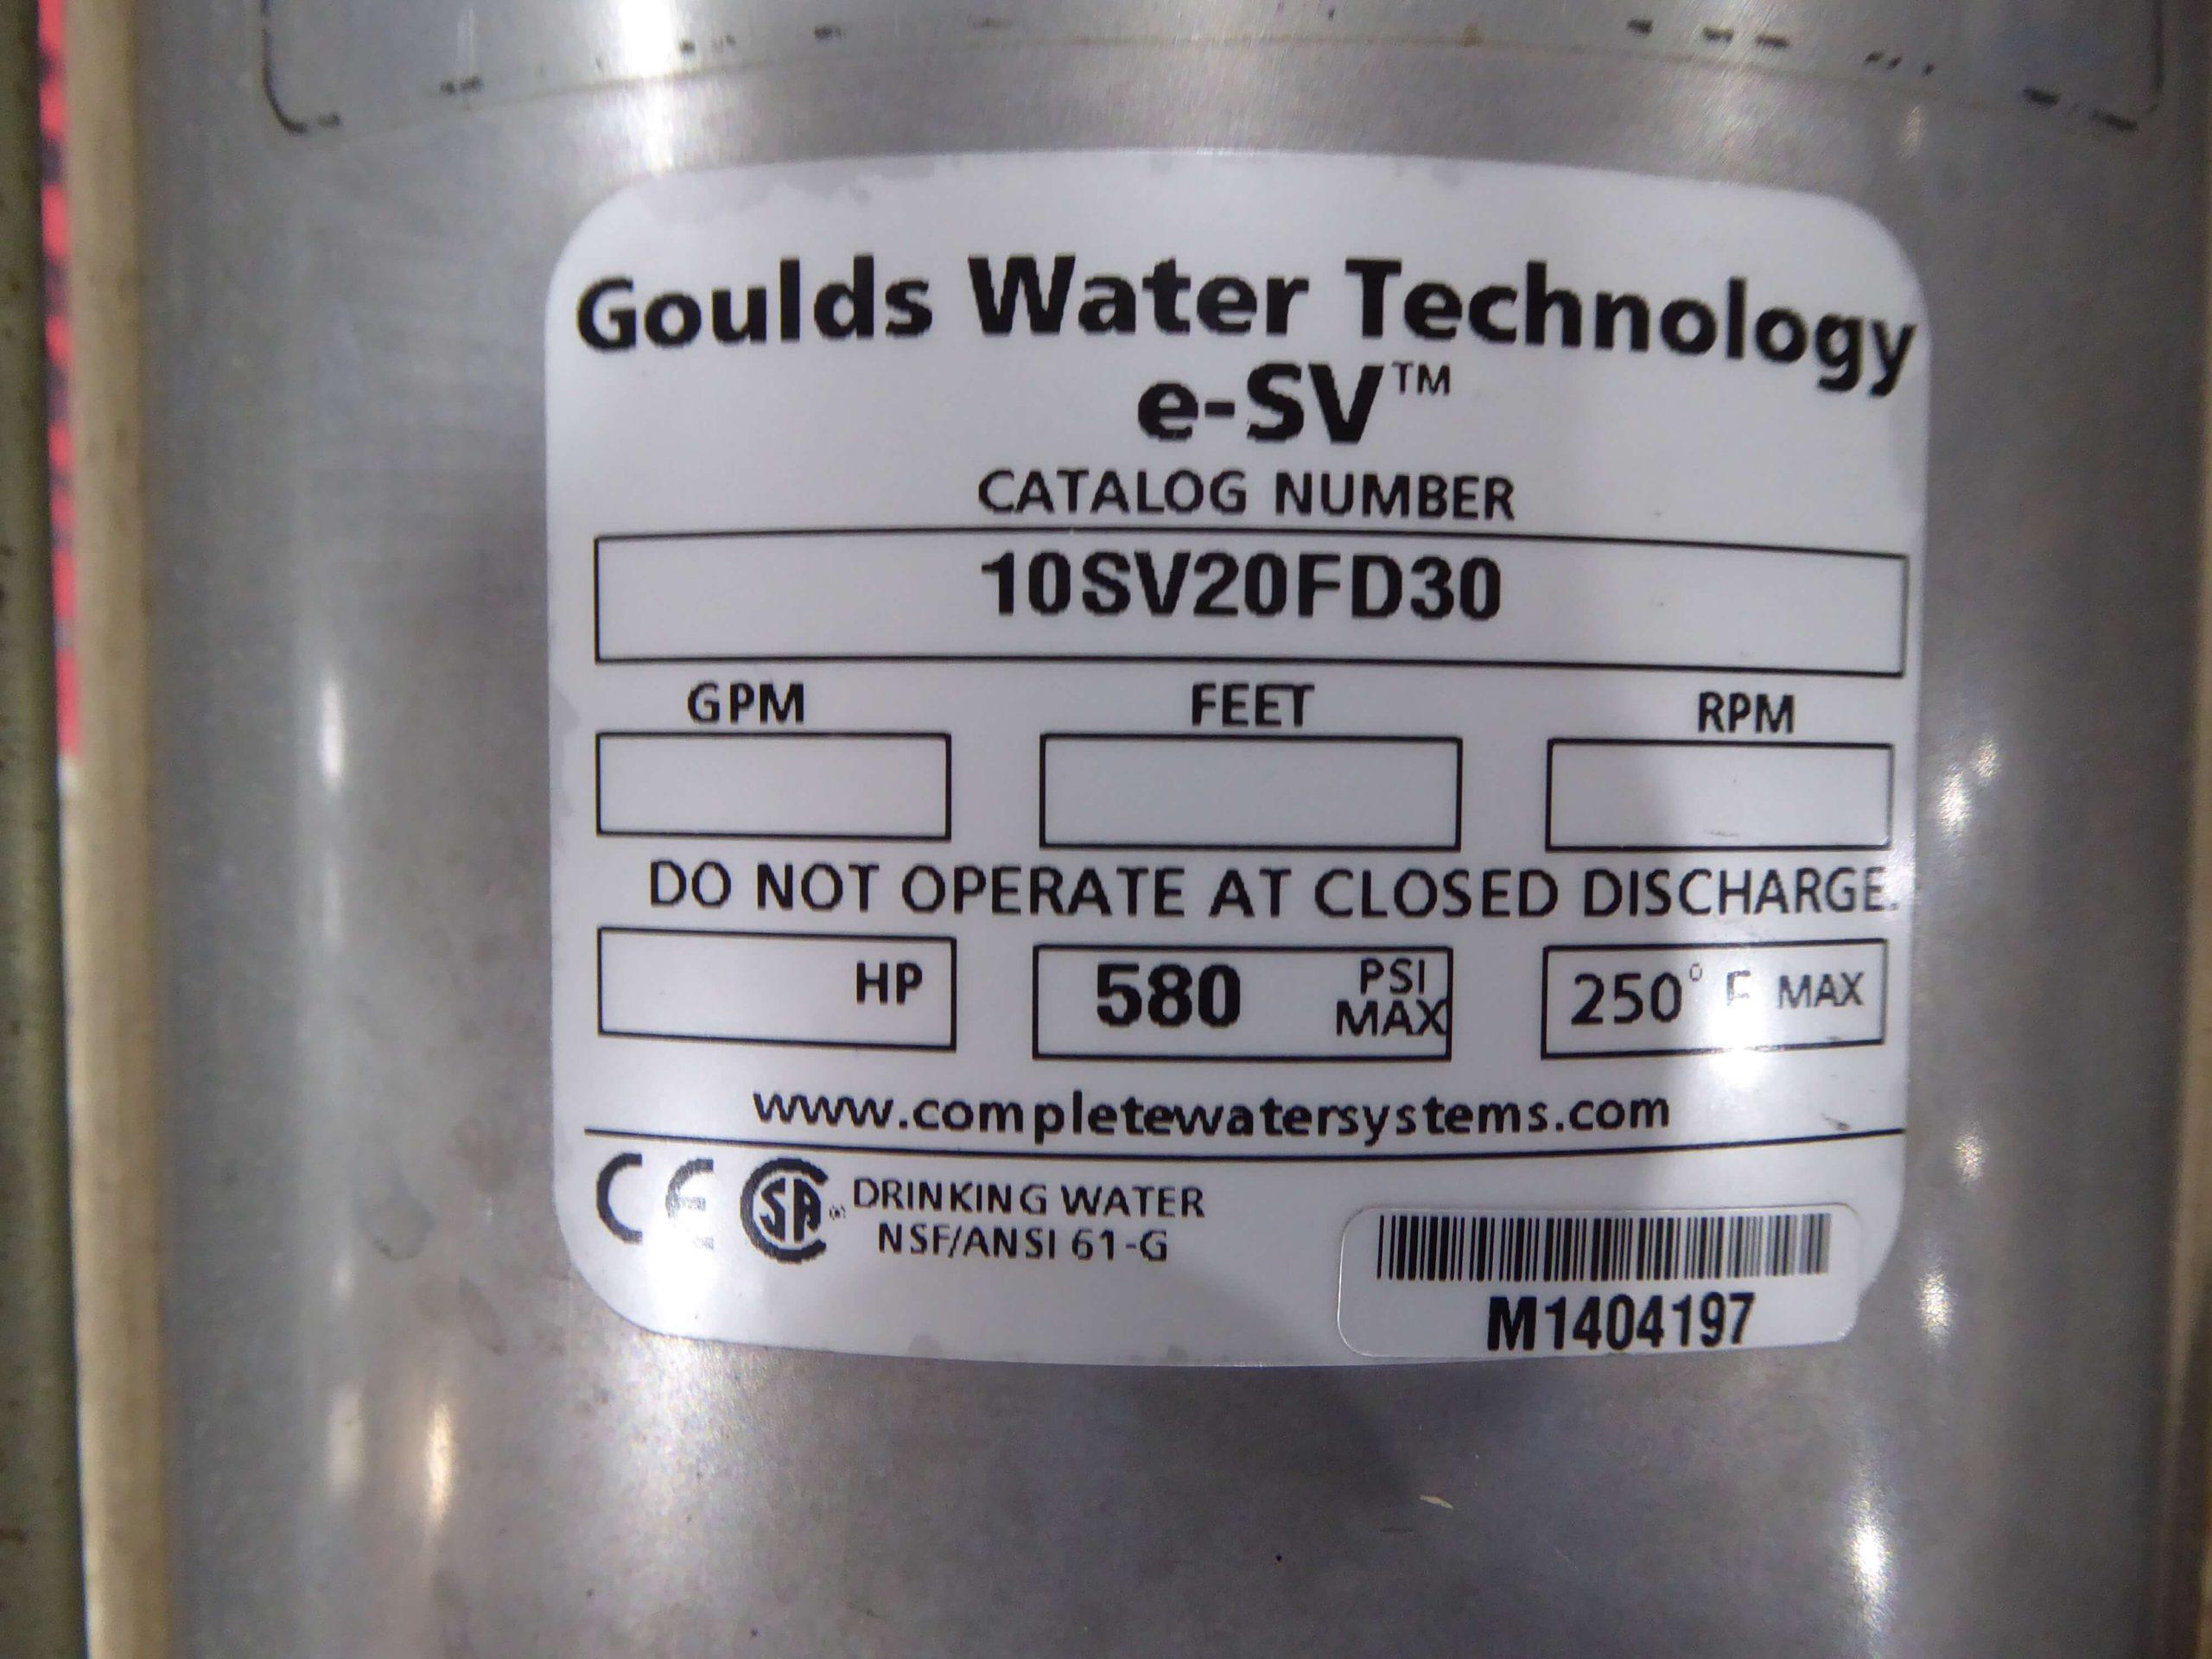 Goulds Water Technology
e-SV™
CATALOG NUMBER
10SV20FD30
GPM FEET RPM
DO NOT OPERATE AT CLOSED DISCHARGE.
HP 580 PSI MAX 250° F MAX
www.completewatersystems.com
CE SA® DRINKING WATER
NSF/ANSI 61-G
M1404197